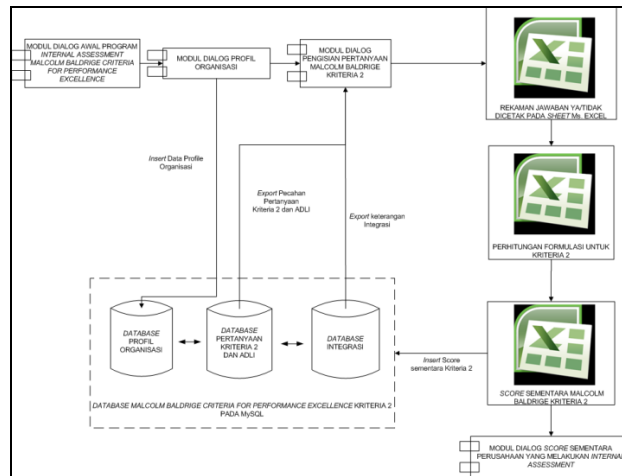 MODUL DIALOG AWAL PROGRAM
INTERNAL ASSESSMENT
MALCOLM BALDRIGE CRITERIA
FOR PERFORMANCE
EXCELLENCE
MODUL DIALOG PROFIL
ORGANISASI
MODUL DIALOG
PENGISIAN PERTANYAAN
MALCOLM BALDRIGE
KRITERIA 2
REKAMAN JAWABAN YA/TIDAK
DICETAK PADA SHEET Ms. EXCEL
Insert Data Profile
Organisasi
Export Pecahan
Pertanyaan
Kriteria 2 dan ADLI
Export keterangan
Integrasi
PERHITUNGAN FORMULASI UNTUK
KRITERIA 2
DATABASE
PROFIL
ORGANISASI
DATABASE
PERTANYAAN
KRITERIA 2
DAN ADLI
DATABASE
INTEGRASI
Insert Score
sementara Kriteria 2
SCORE SEMENTARA MALCOLM
BALDRIGE KRITERIA 2
DATABASE MALCOLM BALDRIGE CRITERIA FOR PERFORMANCE EXCELLENCE KRITERIA 2
PADA MySQL
MODUL DIALOG SCORE SEMENTARA
PERUSAHAAN YANG MELAKUKAN INTERNAL
ASSESSMENT